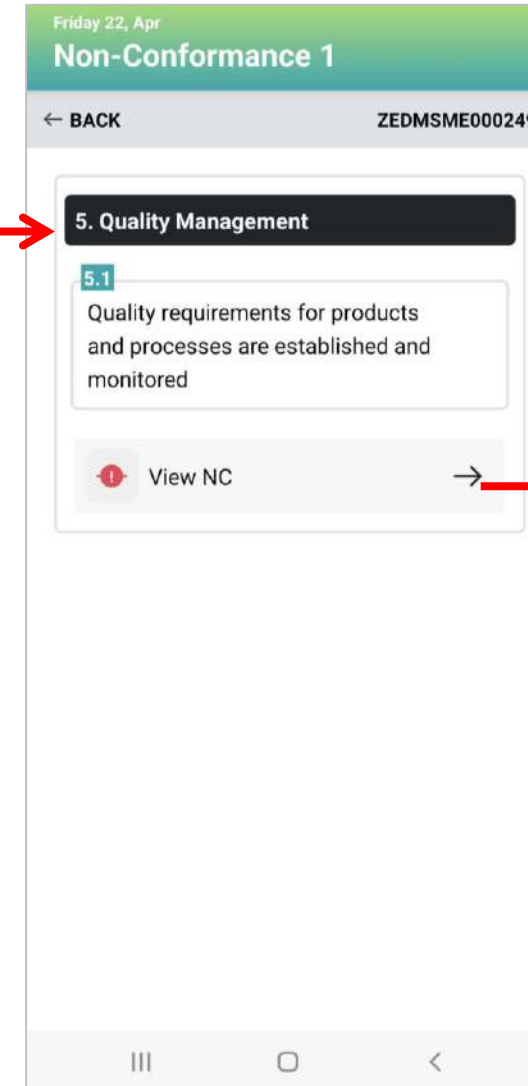 Friday 22, Apr
Non-Conformance 1
← BACK ZEDMSME000249
5. Quality Management
5.1
Quality requirements for products
and processes are established and
monitored
View NC →